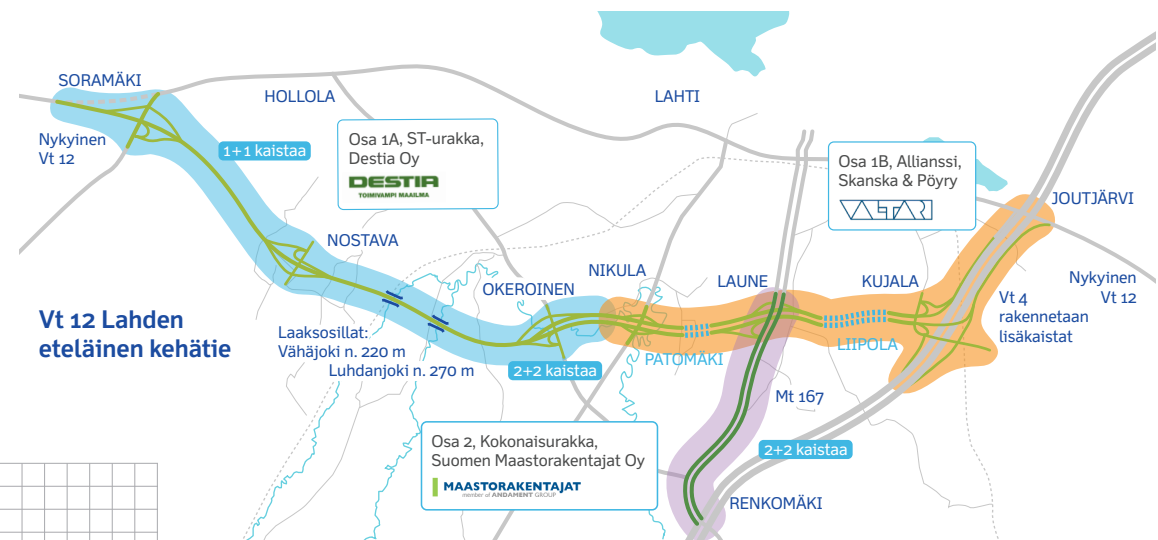 SORAMÄKI
HOLLOLA
LAHTI
Nykyinen
Vt 12
1+1 kaistaa
Osa 1A, ST-urakka,
Destia Oy
DESTIA
TOIMIVAMPI MAAILMA
Osa 1B, Allianssi,
Skanska & Pöyry
VALTARI
JOUTJÄRVI
NOSTAVA
NIKULA
LAUNE
KUJALA
Nykyinen
Vt 12
OKEROINEN
Vt 4
rakennetaan
lisäkaistat
Vt 12 Lahden
eteläinen kehätie
Laaksosillat:
Vähäjoki n. 220 m
Luhdanjoki n. 270 m
PATOMÄKI
LIIPOLA
2+2 kaistaa
Mt 167
Osa 2, Kokonaisurakka,
Suomen Maastorakentajat Oy
MAASTORAKENTAJAT
member of ANDAMENT GROUP
2+2 kaistaa
RENKOMÄKI